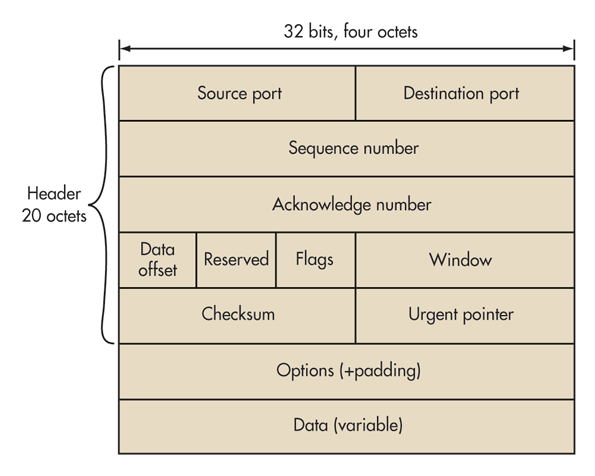 32 bits, four octets
Source port
Destination port
Sequence number
Header
20 octets
Acknowledge number
Data
offset
Reserved
Flags
Window
Checksum
Urgent pointer
Options (+padding)
Data (variable)